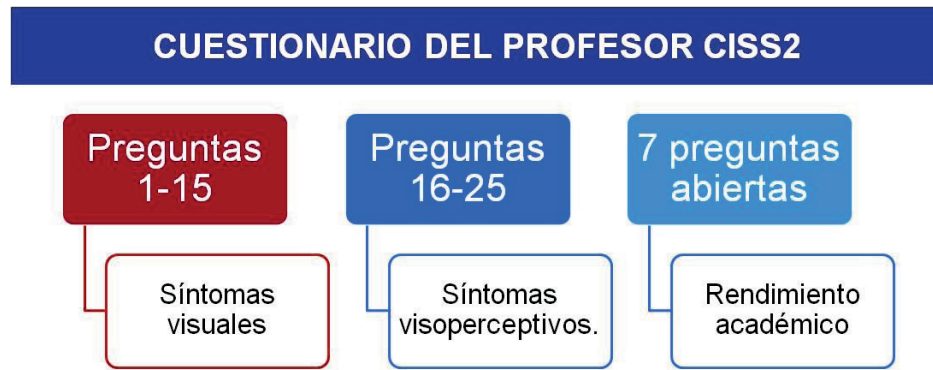 CUESTIONARIO DEL PROFESOR CISS2
Preguntas
1-15
Síntomas
visuales
Preguntas
16-25
Síntomas
visoperceptivos.
7 preguntas
abiertas
Rendimiento
académico